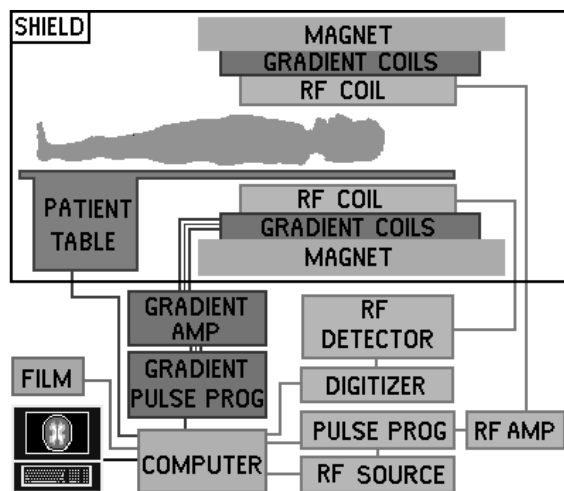 SHIELD
MAGNET
GRADIENT COILS
RF COIL
RF COIL
GRADIENT COILS
MAGNET
PATIENT
TABLE
GRADIENT
AMP
RF
DETECTOR
GRADIENT
PULSE PROG
FILM
DIGITIZER
PULSE PROG
RF AMP
COMPUTER
RF SOURCE